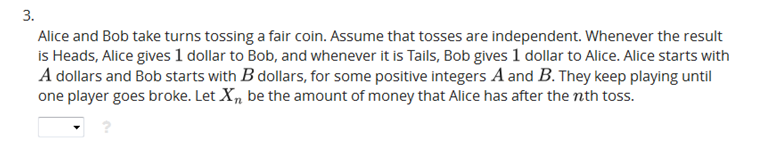 3.
Alice and Bob take turns tossing a fair coin. Assume that tosses are independent. Whenever the result
is Heads, Alice gives 1 dollar to Bob, and whenever it is Tails, Bob gives 1 dollar to Alice. Alice starts with
A dollars and Bob starts with B dollars, for some positive integers A and B. They keep playing until
one player goes broke. Let Xₙ be the amount of money that Alice has after the nth toss.
?